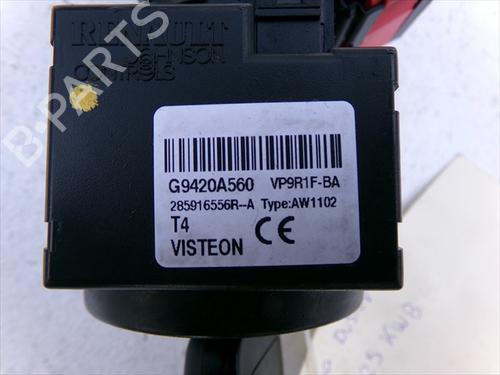 RENAULT
JOHNSON
CONTROLS
B-PARTS
G9420A560 VP9R1F-BA
285916556R--A Type:AW1102
T4
VISTEON CE